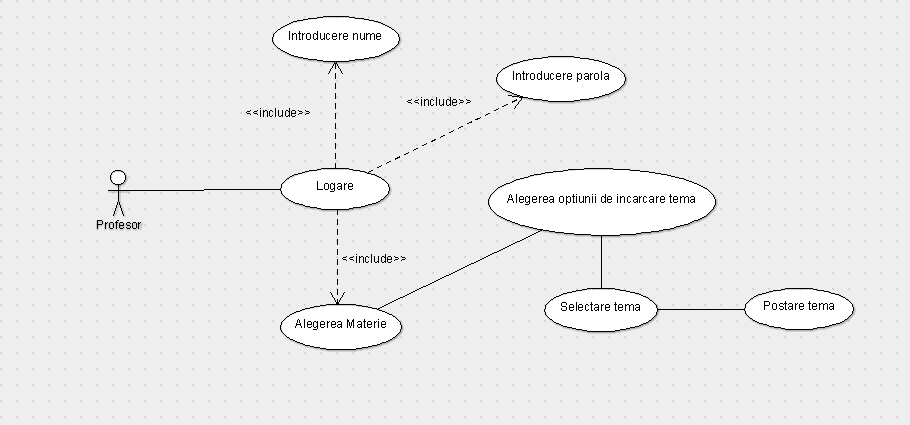 Introducere nume
Introducere parola
<<include>>
<<include>>
Logare
Alegerea optiunii de incarcare tema
Profesor
<<include>>
Selectare tema
Postare tema
Alegerea Materie